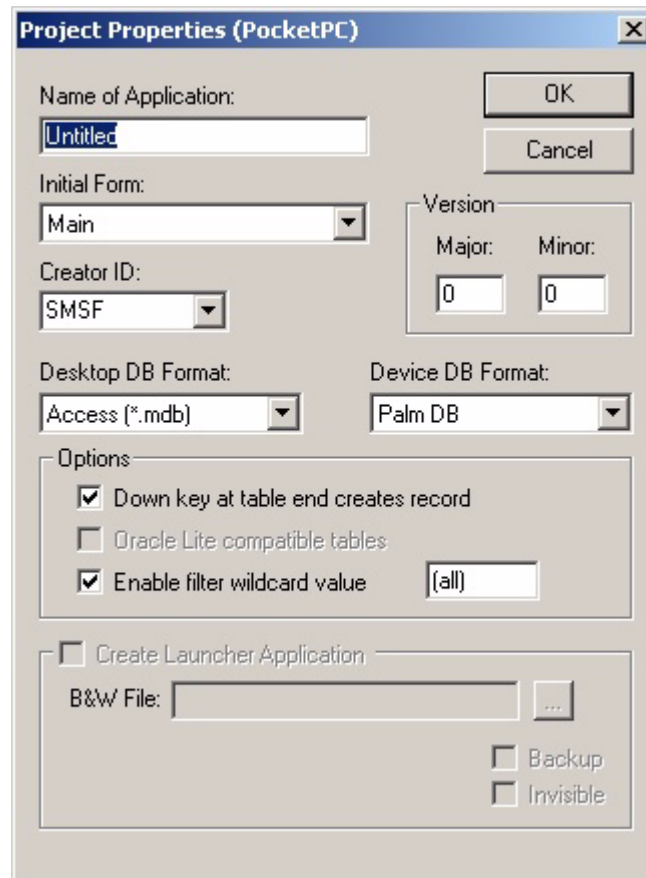 Project Properties (PocketPC)
Name of Application:
OK
Untitled
Cancel
Initial Form:
Main
Version
Major: Minor:
0 0
Creator ID:
SMSF
Desktop DB Format: Device DB Format:
Access (*.mdb) Palm DB
Options
Down key at table end creates record
Oracle Lite compatible tables
Enable filter wildcard value (all)
Create Launcher Application
B&W File: ...
Backup
Invisible